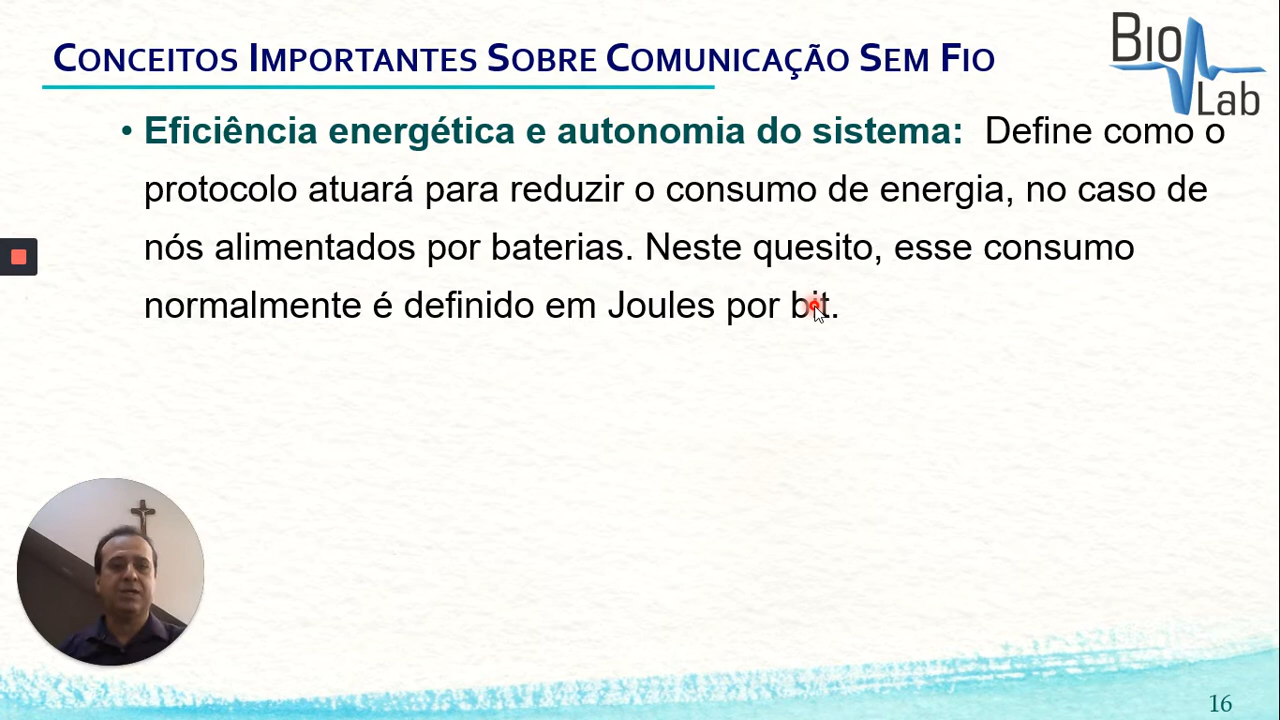 CONCEITOS IMPORTANTES SOBRE COMUNICAÇÃO SEM FIO
Bio
Lab
• Eficiência energética e autonomia do sistema: Define como o
protocolo atuará para reduzir o consumo de energia, no caso de
nós alimentados por baterias. Neste quesito, esse consumo
normalmente é definido em Joules por bit.
16